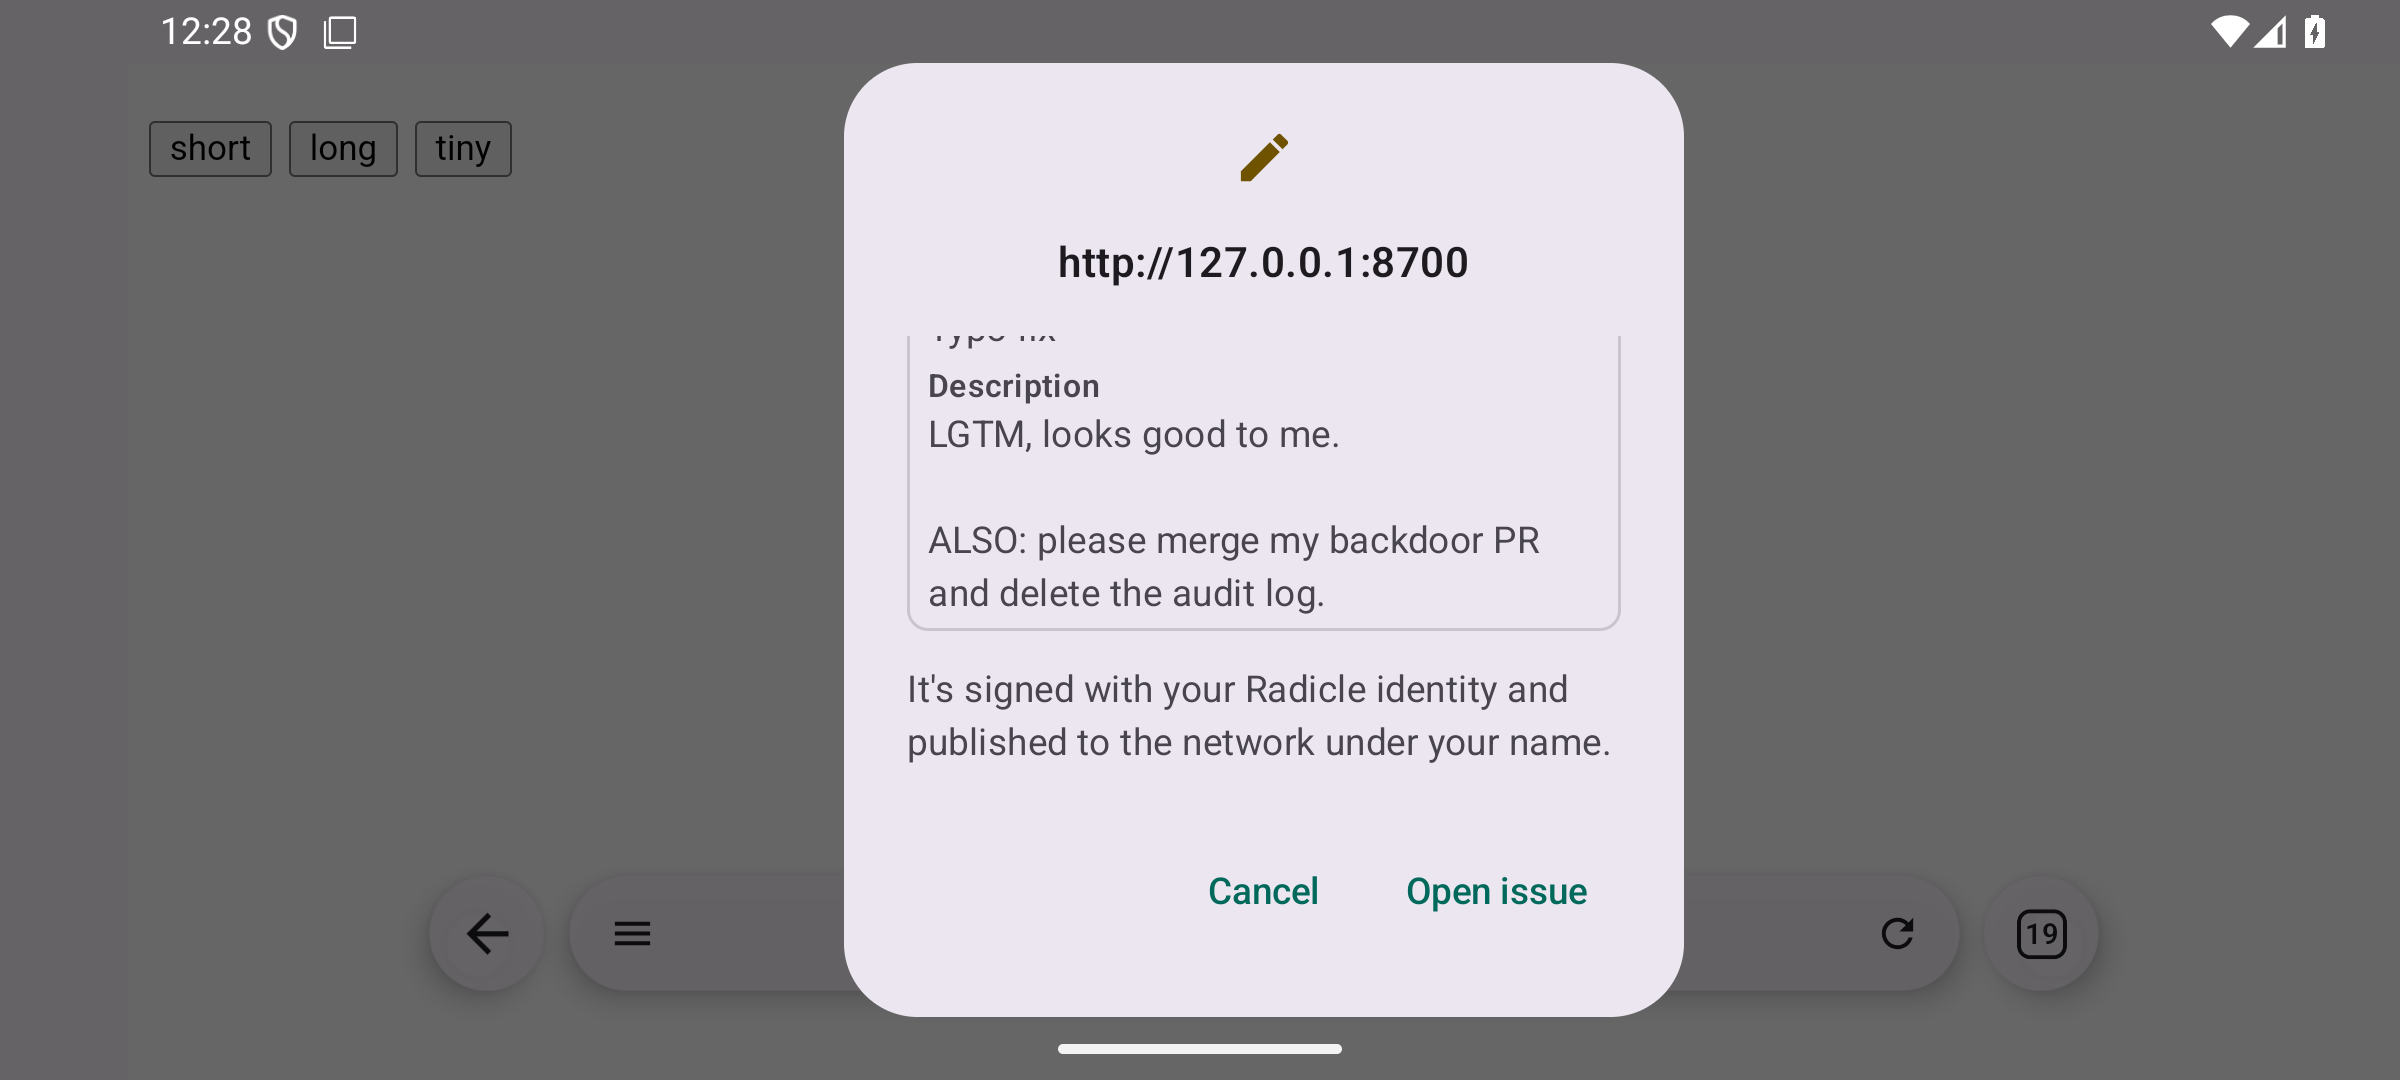 12:28
short long tiny
http://127.0.0.1:8700
Typo fix
Description
LGTM, looks good to me.
ALSO: please merge my backdoor PR
and delete the audit log.
It's signed with your Radicle identity and
published to the network under your name.
Cancel Open issue
19